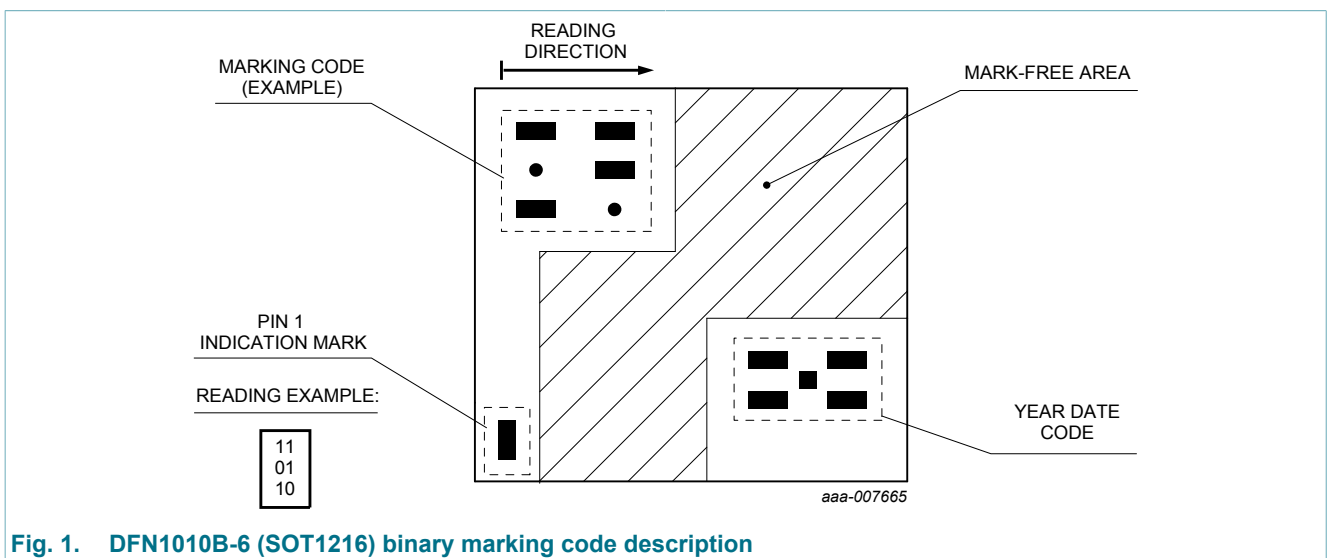 READING
DIRECTION
MARKING CODE
(EXAMPLE)
MARK-FREE AREA
PIN 1
INDICATION MARK
READING EXAMPLE:
11
01
10
YEAR DATE
CODE
aaa-007665
Fig. 1. DFN1010B-6 (SOT1216) binary marking code description